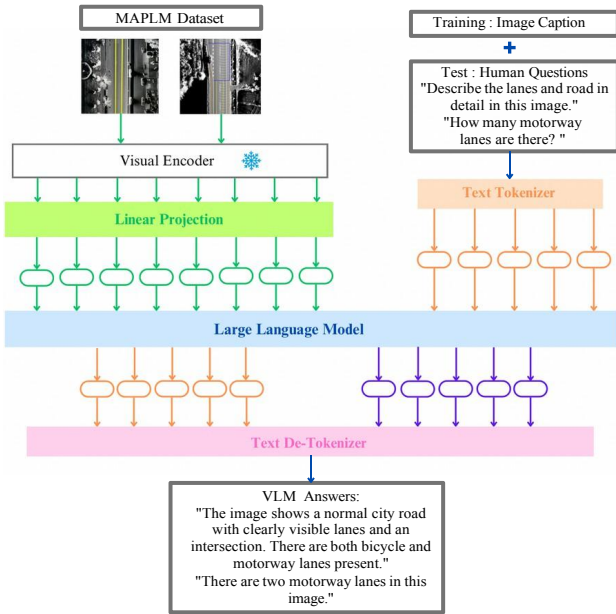 MAPLM Dataset
Training : Image Caption
Test : Human Questions
"Describe the lanes and road in
detail in this image."
"How many motorway
lanes are there? "
Visual Encoder
Text Tokenizer
Linear Projection
Large Language Model
Text De-Tokenizer
VLM Answers:
"The image shows a normal city road
with clearly visible lanes and an
intersection. There are both bicycle and
motorway lanes present."
"There are two motorway lanes in this
image."